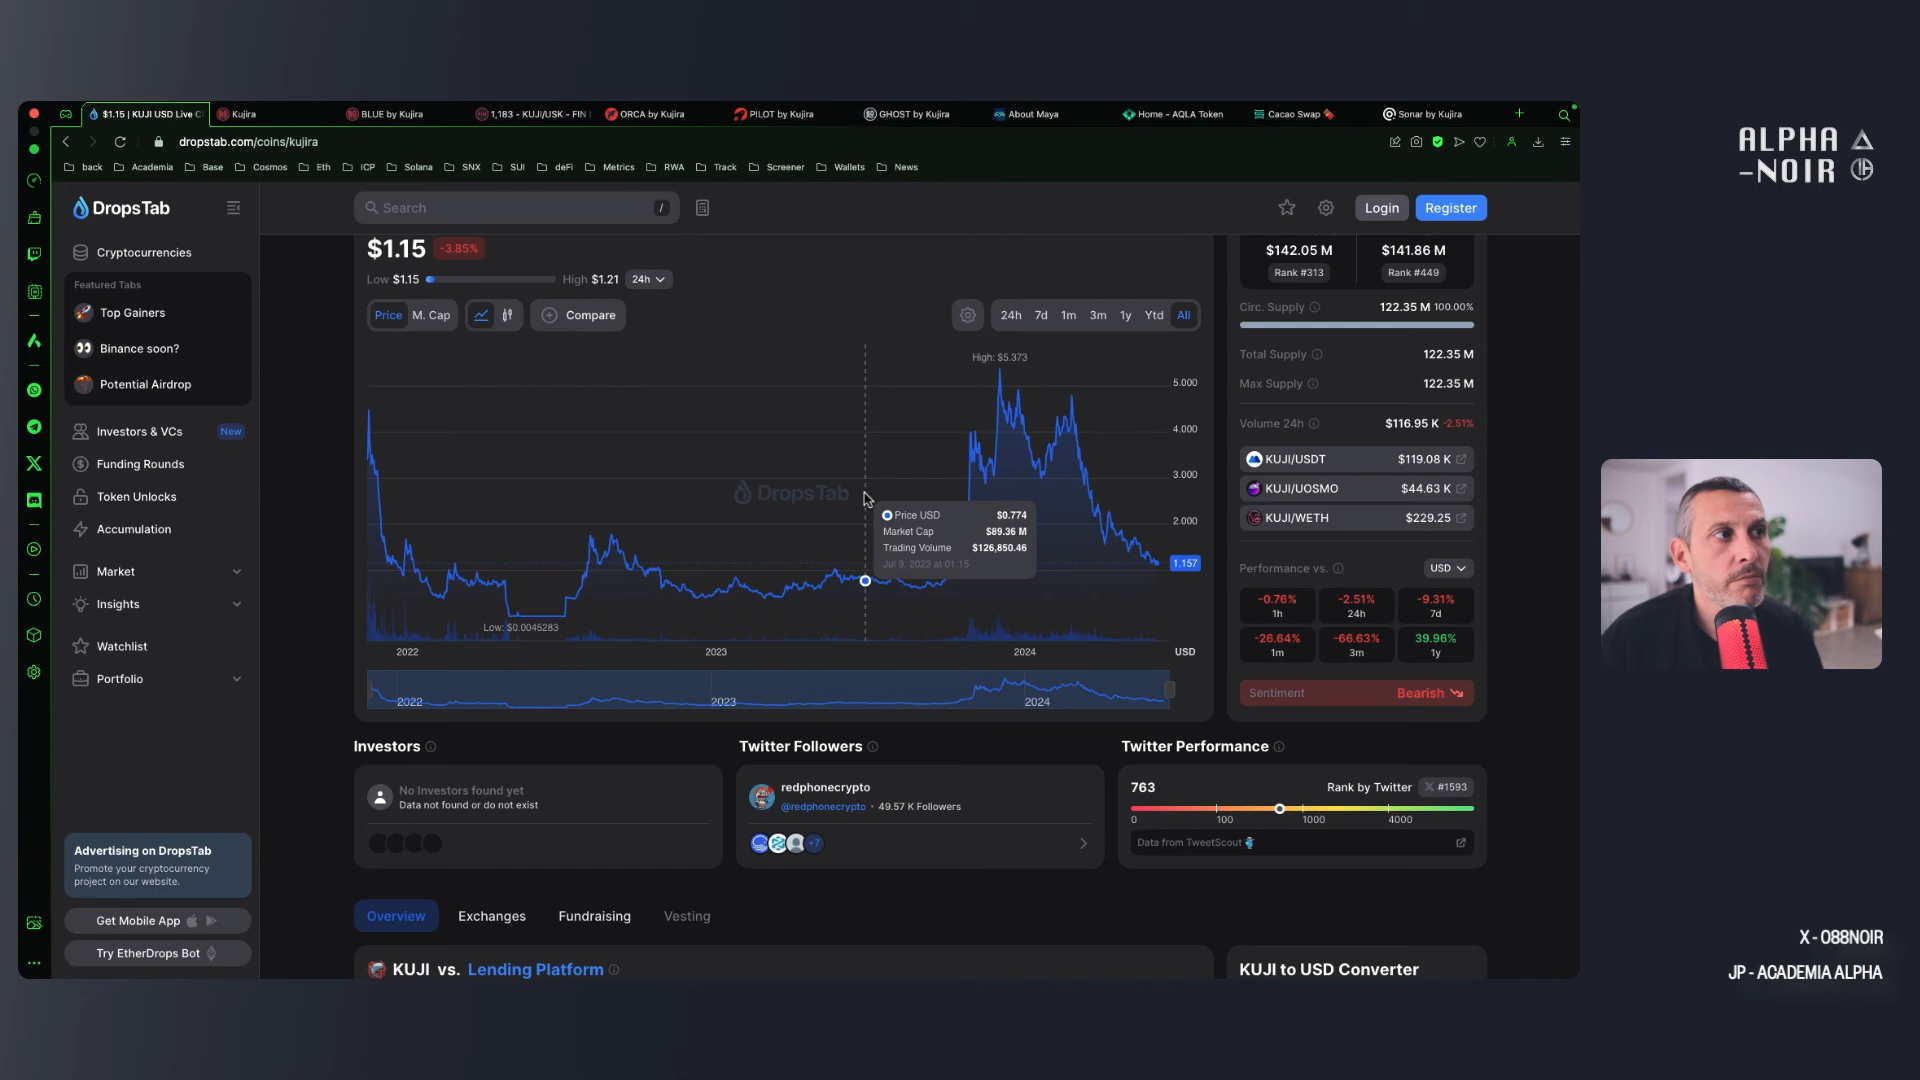 $1.15 | KUJI USD Live C
Kujira
BLUE by Kujira
1,183 - KUJI/USK - FIN
ORCA by Kujira
PILOT by Kujira
GHOST by Kujira
About Maya
Home - AQLA Token
Cacao Swap
Sonar by Kujira
dropstab.com/coins/kujira
back
Academia
Base
Cosmos
Eth
ICP
Solana
SNX
SUI
deFi
Metrics
RWA
Track
Screener
Wallets
News
DropsTab
Search
/
Login
Register
Cryptocurrencies
Featured Tabs
Top Gainers
Binance soon?
Potential Airdrop
Investors & VCs
New
Funding Rounds
Token Unlocks
Accumulation
Market
Insights
Watchlist
Portfolio
Advertising on DropsTab
Promote your cryptocurrency
project on our website.
Get Mobile App
Try EtherDrops Bot
$1.15
-3.85%
Low $1.15
High $1.21
24h
Price
M. Cap
Compare
24h
7d
1m
3m
1y
Ytd
All
High: $5.373
5.000
4.000
3.000
2.000
1.157
DropsTab
Price USD $0.774
Market Cap $89.36 M
Trading Volume $126,850.46
Jul 9, 2023 at 01:15
Low: $0.0045283
2022
2023
2024
USD
2022
2023
2024
$142.05 M
$141.86 M
Rank #313
Rank #449
Circ. Supply 122.35 M 100.00%
Total Supply 122.35 M
Max Supply 122.35 M
Volume 24h $116.95 K -2.51%
KUJI/USDT $119.08 K
KUJI/UOSMO $44.63 K
KUJI/WETH $229.25
Performance vs. USD
-0.76%
1h
-2.51%
24h
-9.31%
7d
-26.64%
1m
-66.63%
3m
39.96%
1y
Sentiment Bearish
Investors
No Investors found yet
Data not found or do not exist
Twitter Followers
redphonecrypto
@redphonecrypto • 49.57 K Followers
+7
Twitter Performance
763
Rank by Twitter
#1593
0
100
1000
4000
Data from TweetScout
Overview
Exchanges
Fundraising
Vesting
KUJI vs. Lending Platform
KUJI to USD Converter
ALPHA
-NOIR
X - 088NOIR
JP - ACADEMIA ALPHA